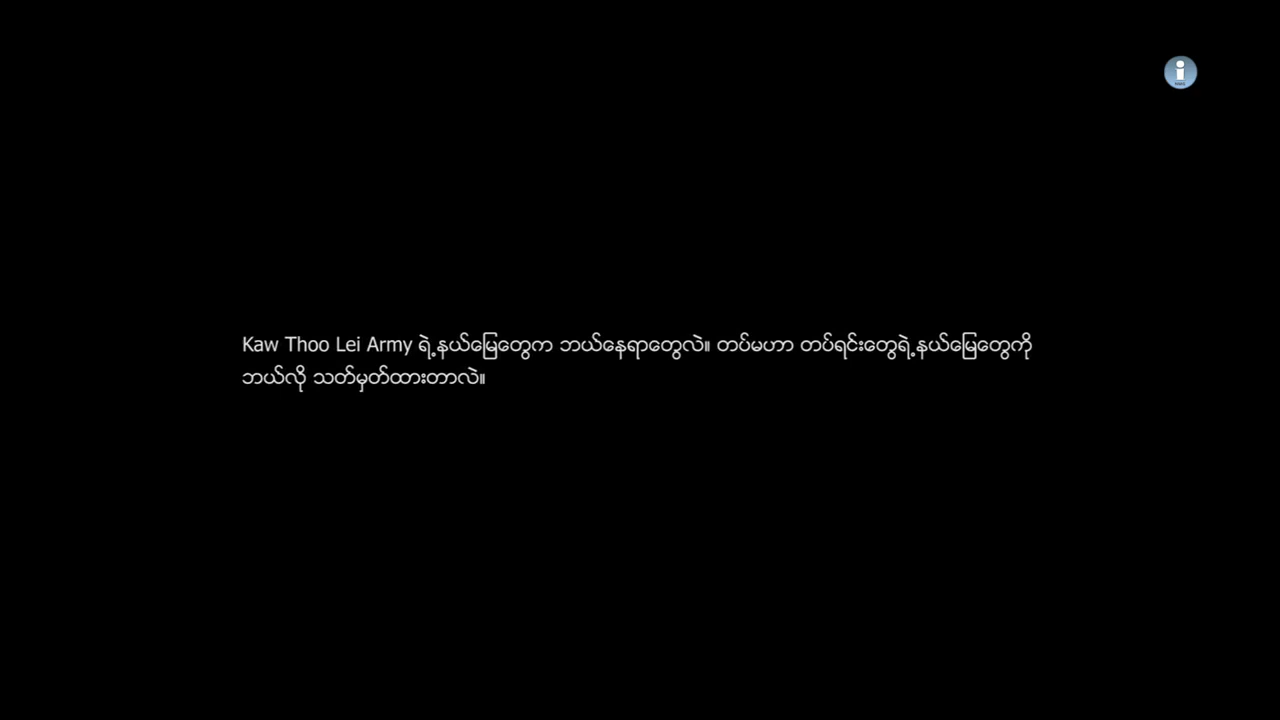 Kaw Thoo Lei Army ရဲ့နယ်မြေတွေက ဘယ်နေရာတွေလဲ။ တပ်မဟာ တပ်ရင်းတွေရဲ့နယ်မြေတွေကို
ဘယ်လို သတ်မှတ်ထားတာလဲ။